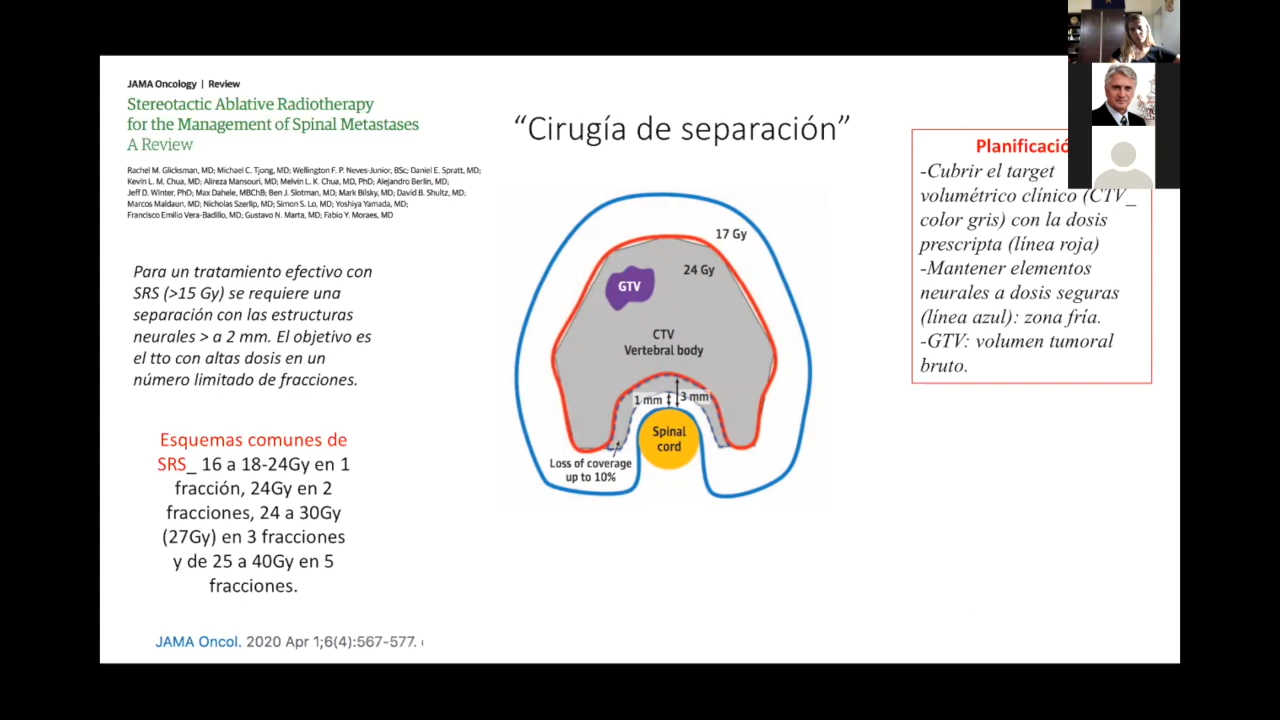 JAMA Oncology | Review
Stereotactic Ablative Radiotherapy
for the Management of Spinal Metastases
A Review
Rachel M. Glicksman, MD; Michael C. Tjong, MD; Wellington F. P. Neves-Junior, BSc; Daniel E. Spratt, MD;
Kevin L. M. Chua, MD; Alireza Mansouri, MD; Melvin L. K. Chua, MD, PhD; Alejandro Berlin, MD;
Jeff D. Winter, PhD; Max Dahele, MBChB; Ben J. Slotman, MD; Mark Bilsky, MD; David B. Shultz, MD;
Marcos Maldaun, MD; Nicholas Szerlip, MD; Simon S. Lo, MD; Yoshiya Yamada, MD;
Francisco Emilio Vera-Badillo, MD; Gustavo N. Marta, MD; Fabio Y. Moraes, MD
Para un tratamiento efectivo con
SRS (>15 Gy) se requiere una
separación con las estructuras
neurales > a 2 mm. El objetivo es
el tto con altas dosis en un
número limitado de fracciones.
Esquemas comunes de
SRS_ 16 a 18-24Gy en 1
fracción, 24Gy en 2
fracciones, 24 a 30Gy
(27Gy) en 3 fracciones
y de 25 a 40Gy en 5
fracciones.
JAMA Oncol. 2020 Apr 1;6(4):567-577.
“Cirugía de separación”
17 Gy
24 Gy
GTV
CTV
Vertebral body
1 mm
3 mm
Spinal
cord
Loss of coverage
up to 10%
Planificació
-Cubrir el target
volumétrico clínico (CTV_
color gris) con la dosis
prescripta (línea roja)
-Mantener elementos
neurales a dosis seguras
(línea azul): zona fría.
-GTV: volumen tumoral
bruto.